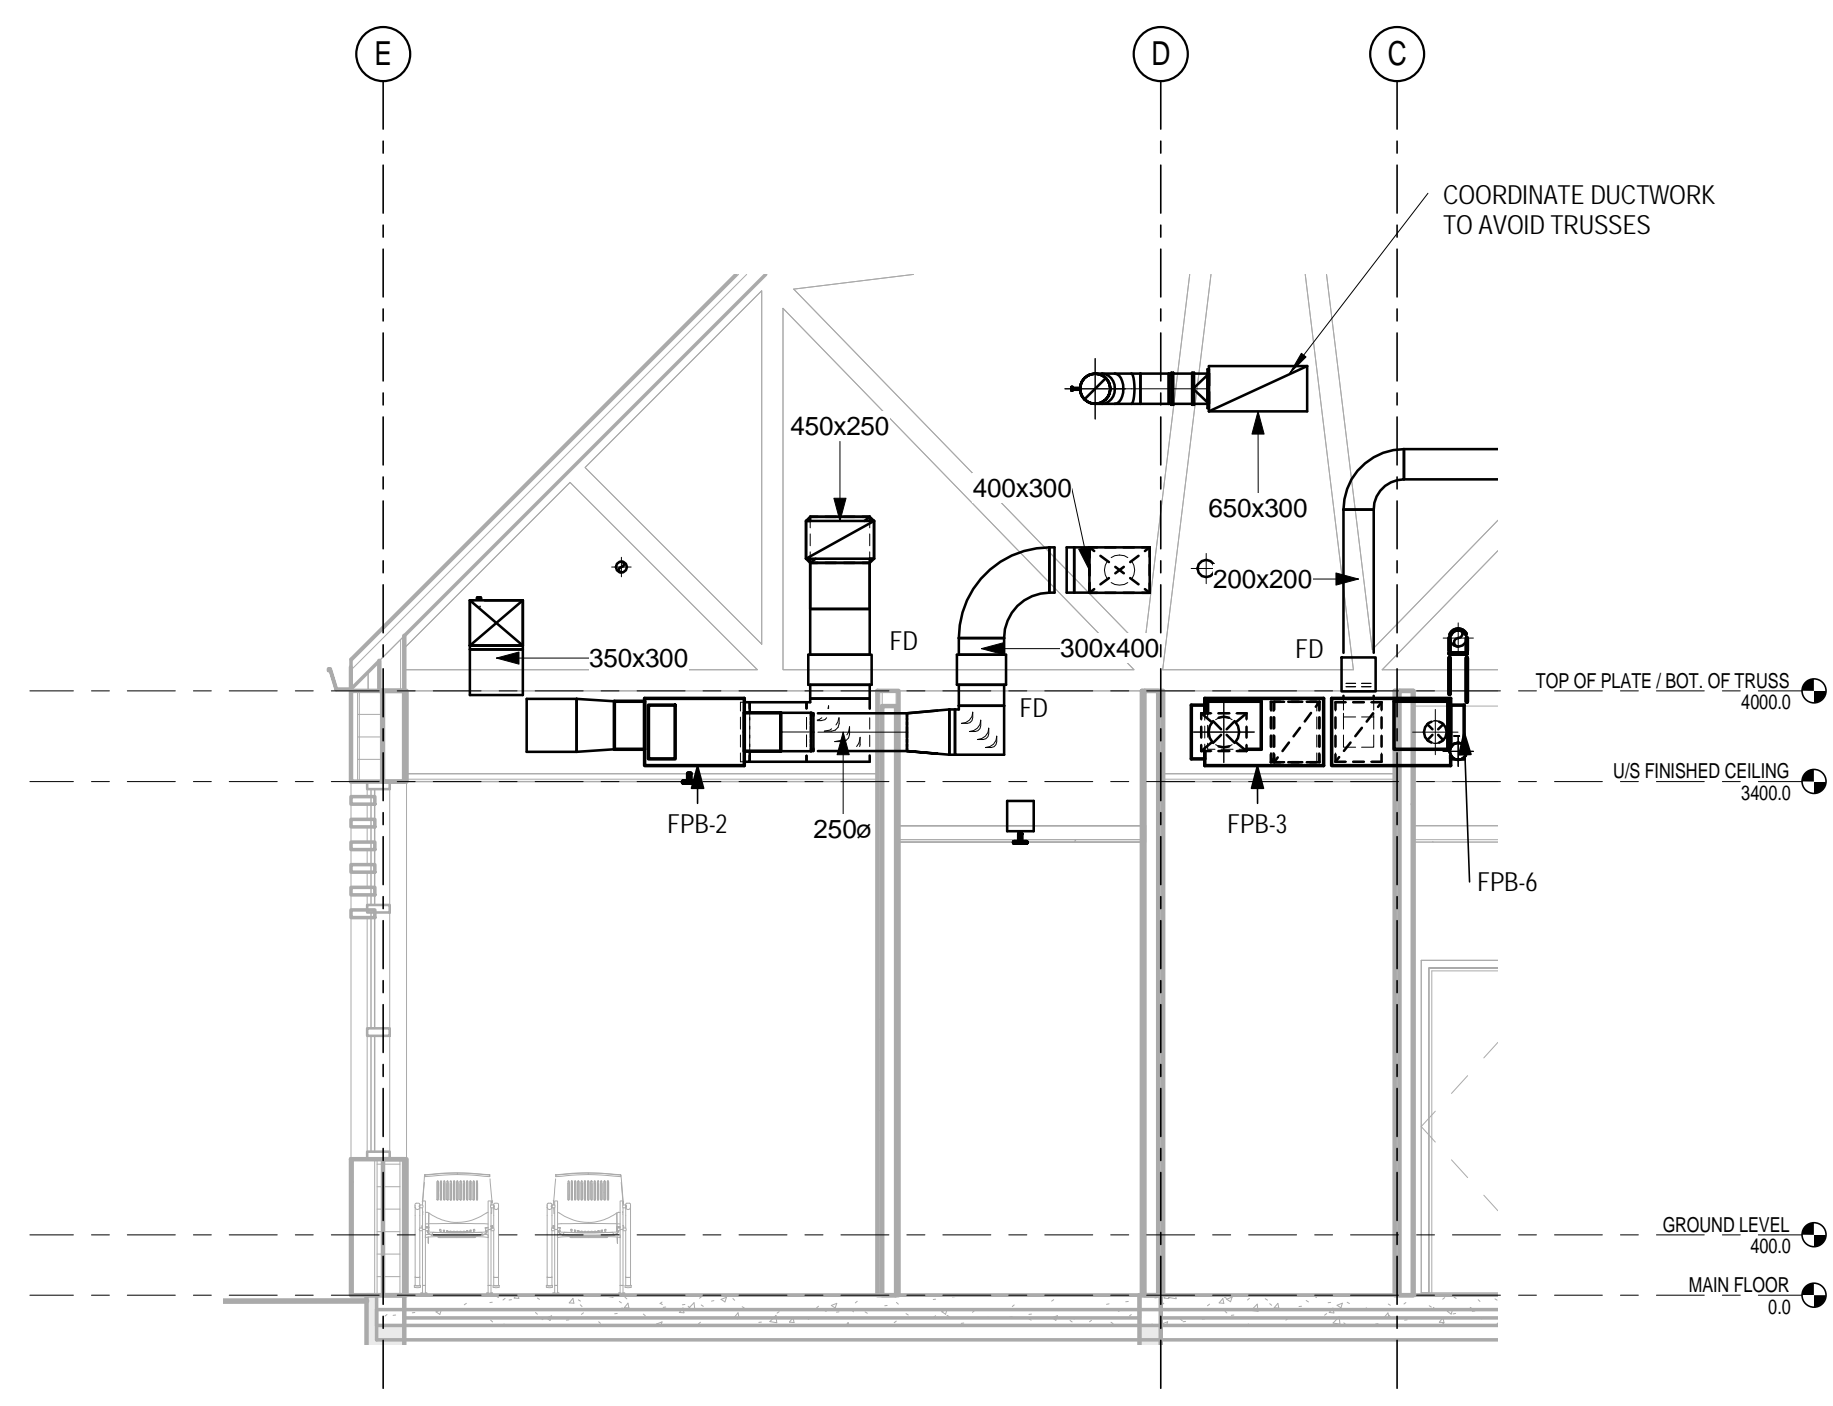 E
D
C
COORDINATE DUCTWORK
TO AVOID TRUSSES
450x250
400x300
650x300
200x200
FD
300x400
FD
350x300
TOP OF PLATE / BOT. OF TRUSS
4000.0
FD
U/S FINISHED CEILING
3400.0
FPB-2
250ø
FPB-3
FPB-6
GROUND LEVEL
400.0
MAIN FLOOR
0.0